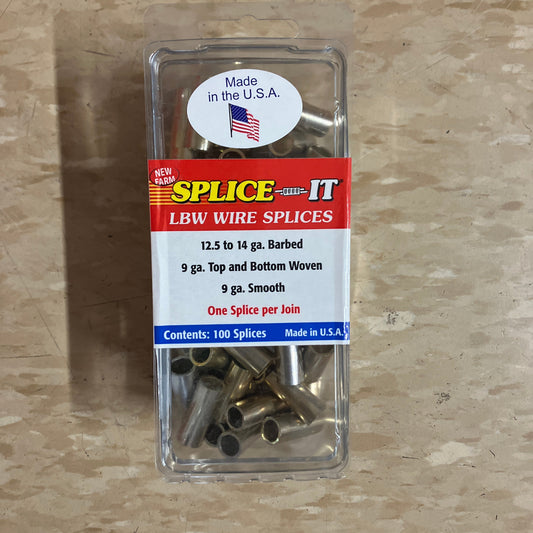 Made
in the U.S.A.
NEW
FARM
SPLICE-IT
LBW WIRE SPLICES
12.5 to 14 ga. Barbed
9 ga. Top and Bottom Woven
9 ga. Smooth
One Splice per Join
Contents: 100 Splices Made in U.S.A.